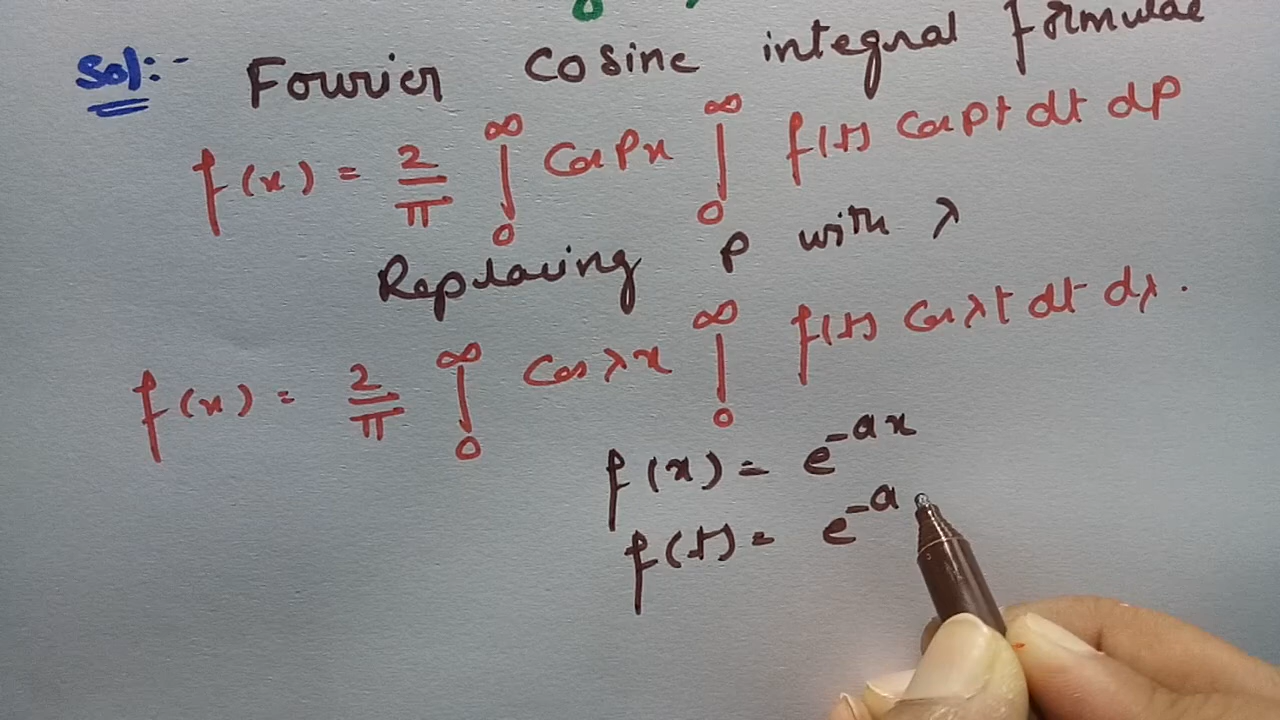 Sol:-
Fourier Cosine integral formulae
f(x) = 2/π ∫₀^∞ Cos Px ∫₀^∞ f(t) Cos Pt dt dP
Replacing P with λ
f(x) = 2/π ∫₀^∞ Cos λx ∫₀^∞ f(t) Cos λt dt dλ.
f(x) = e^-ax
f(t) = e^-a